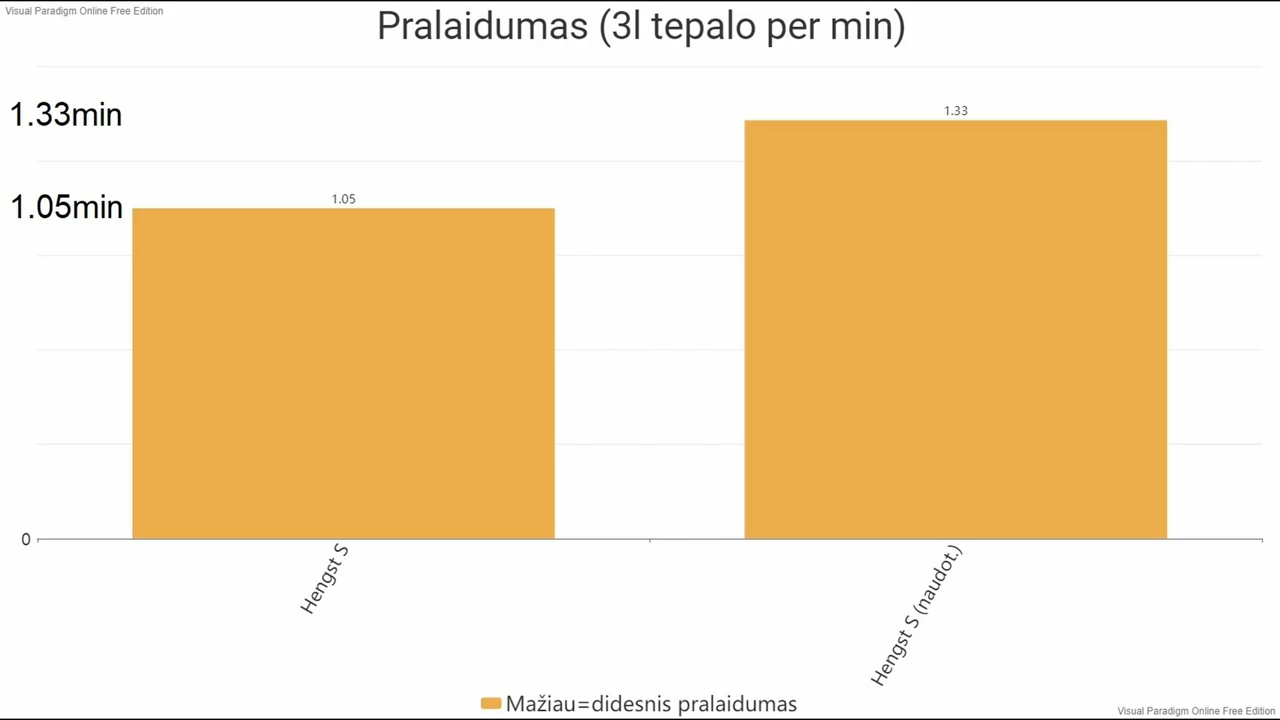 Visual Paradigm Online Free Edition
Pralaidumas (3l tepalo per min)
1.33min
1.33
1.05min
1.05
0
Hengst S
Hengst S (naudot.)
Mažiau=didesnis pralaidumas
Visual Paradigm Online Free Edition